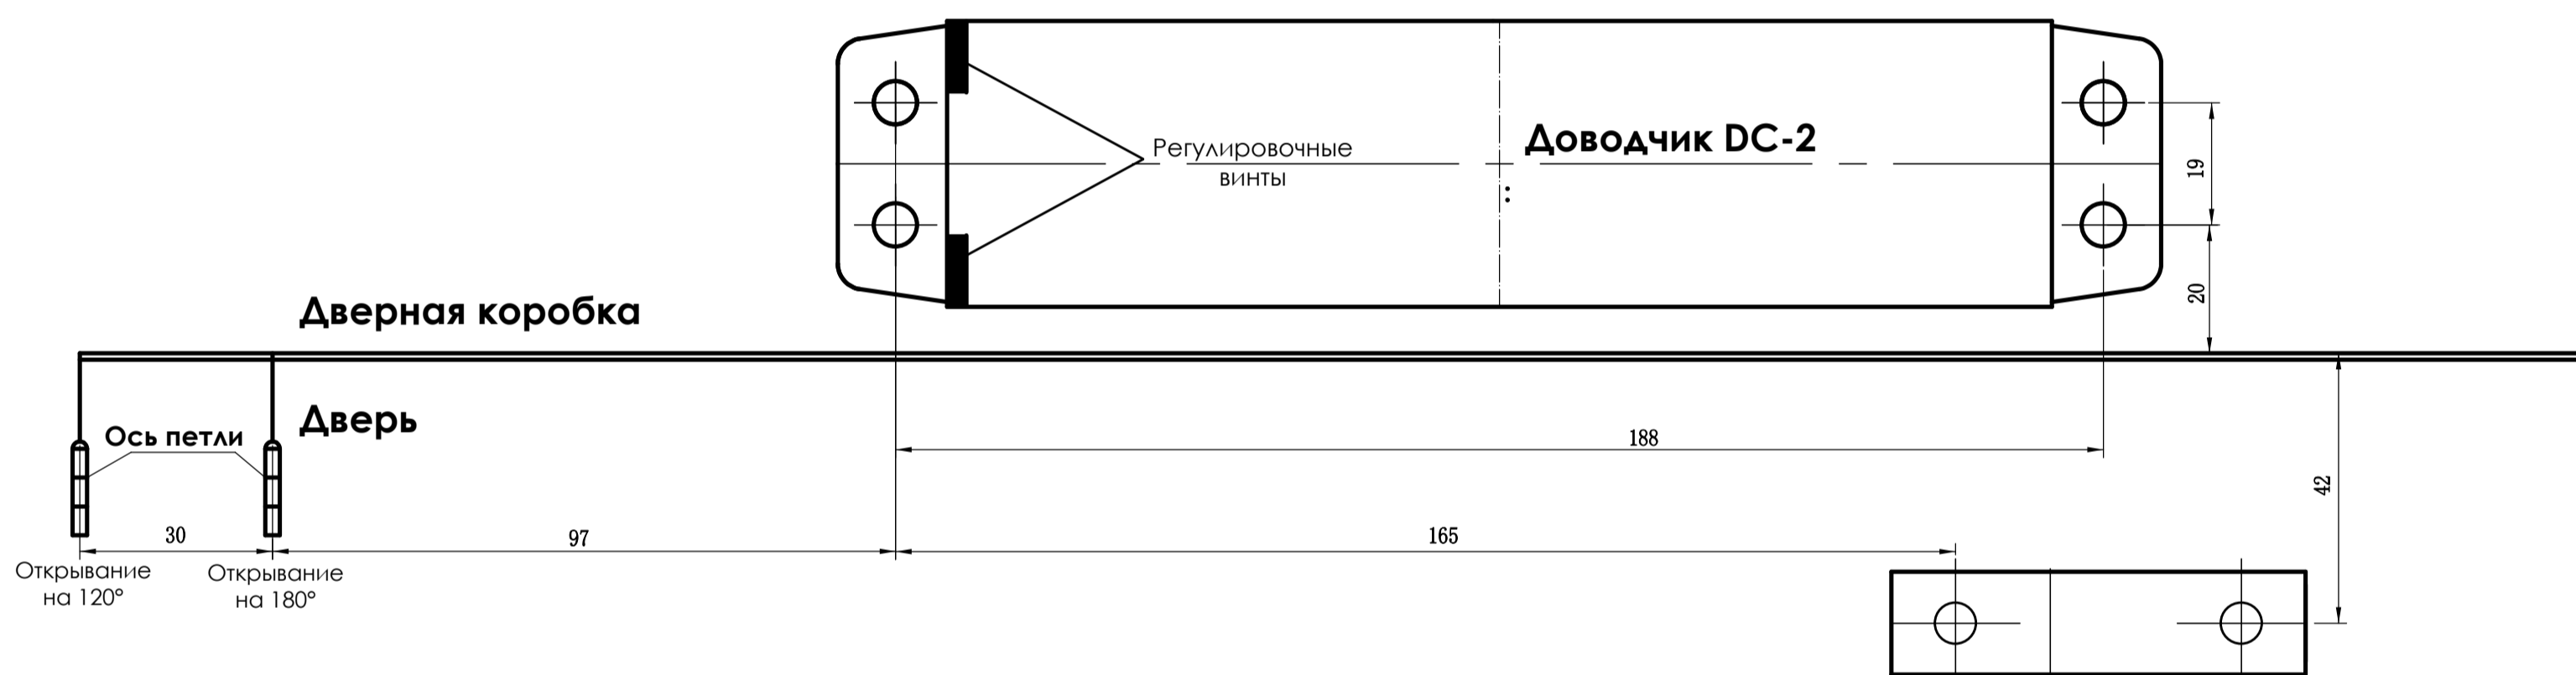 Регулировочные
винты
Доводчик DC-2
19
20
Дверная коробка
Дверь
Ось петли
188
42
30
97
165
Открывание
на 120°
Открывание
на 180°